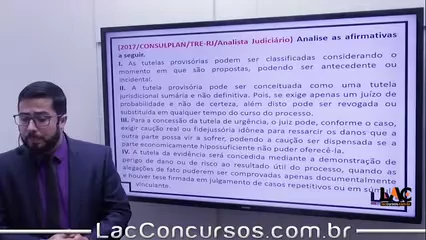 (2017/CONSULPLAN/TRE-RJ/Analista Judiciário) Analise as afirmativas
a seguir.
I. As tutelas provisórias podem ser classificadas considerando o
momento em que são propostas, podendo ser antecedente ou
incidental.
II. A tutela provisória pode ser conceituada como uma tutela
jurisdicional sumária e não definitiva. Pois, se exige apenas um juízo de
probabilidade e não de certeza, além disto pode ser revogada ou
substituída em qualquer tempo do curso do processo.
III. Para a concessão da tutela de urgência, o juiz pode, conforme o caso,
exigir caução real ou fidejussória idônea para ressarcir os danos que a
outra parte possa vir a sofrer, podendo a caução ser dispensada se a
parte economicamente hipossuficiente não puder oferecê-la.
IV. A tutela da evidência será concedida mediante a demonstração de
perigo de dano ou de risco ao resultado útil do processo, quando as
alegações de fato puderem ser comprovadas apenas documentalmente
e houver tese firmada em julgamento de casos repetitivos ou em súmula
vinculante.
LAC
LacConcursos.com.br